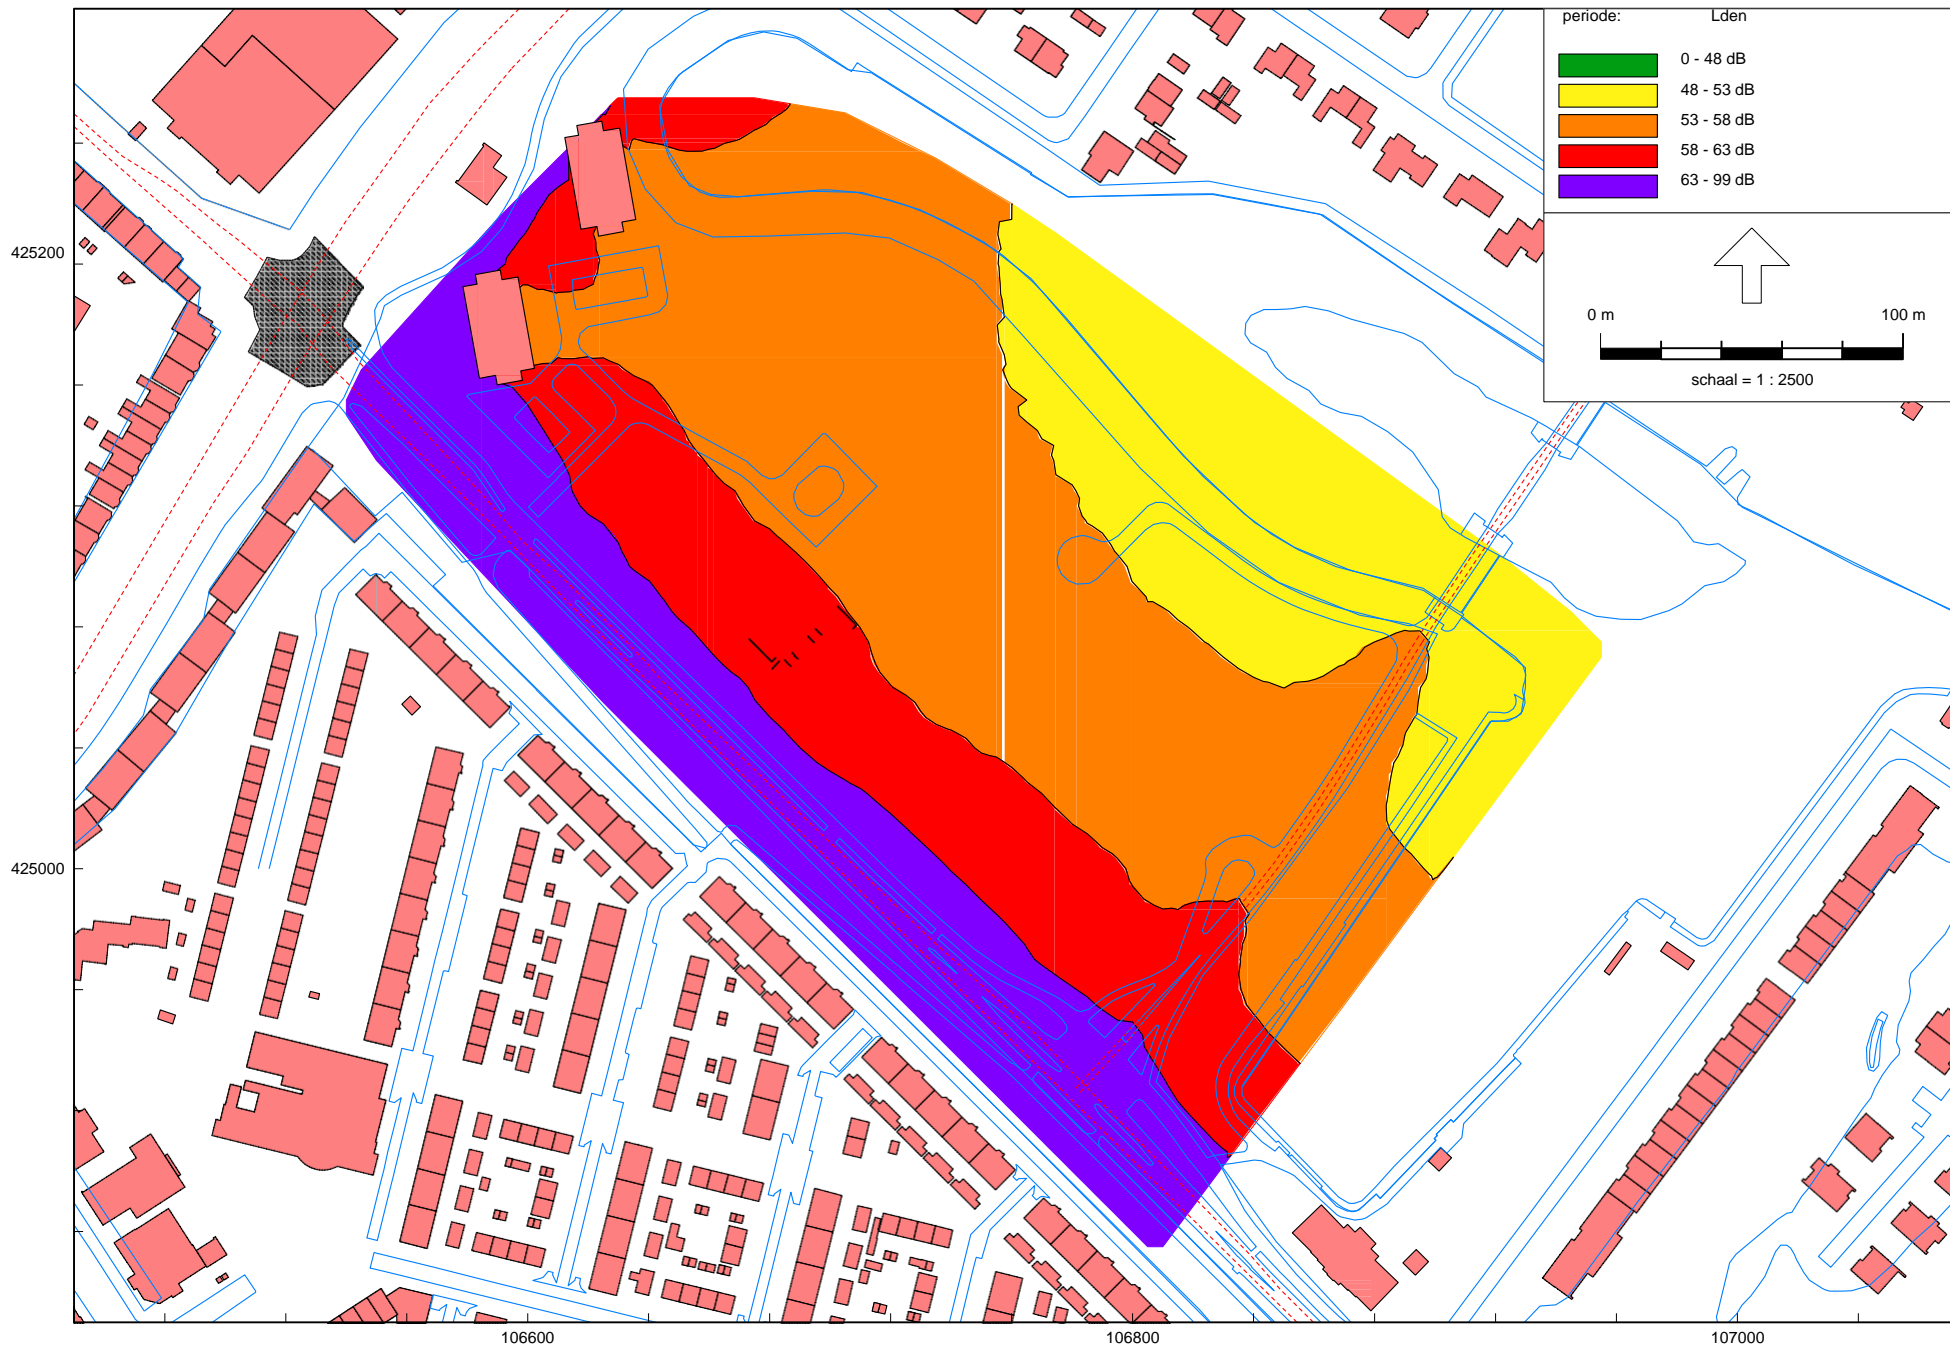 periode: Lden
0 - 48 dB
48 - 53 dB
53 - 58 dB
58 - 63 dB
63 - 99 dB
0 m 100 m
schaal = 1 : 2500
425200
425000
106600 106800 107000